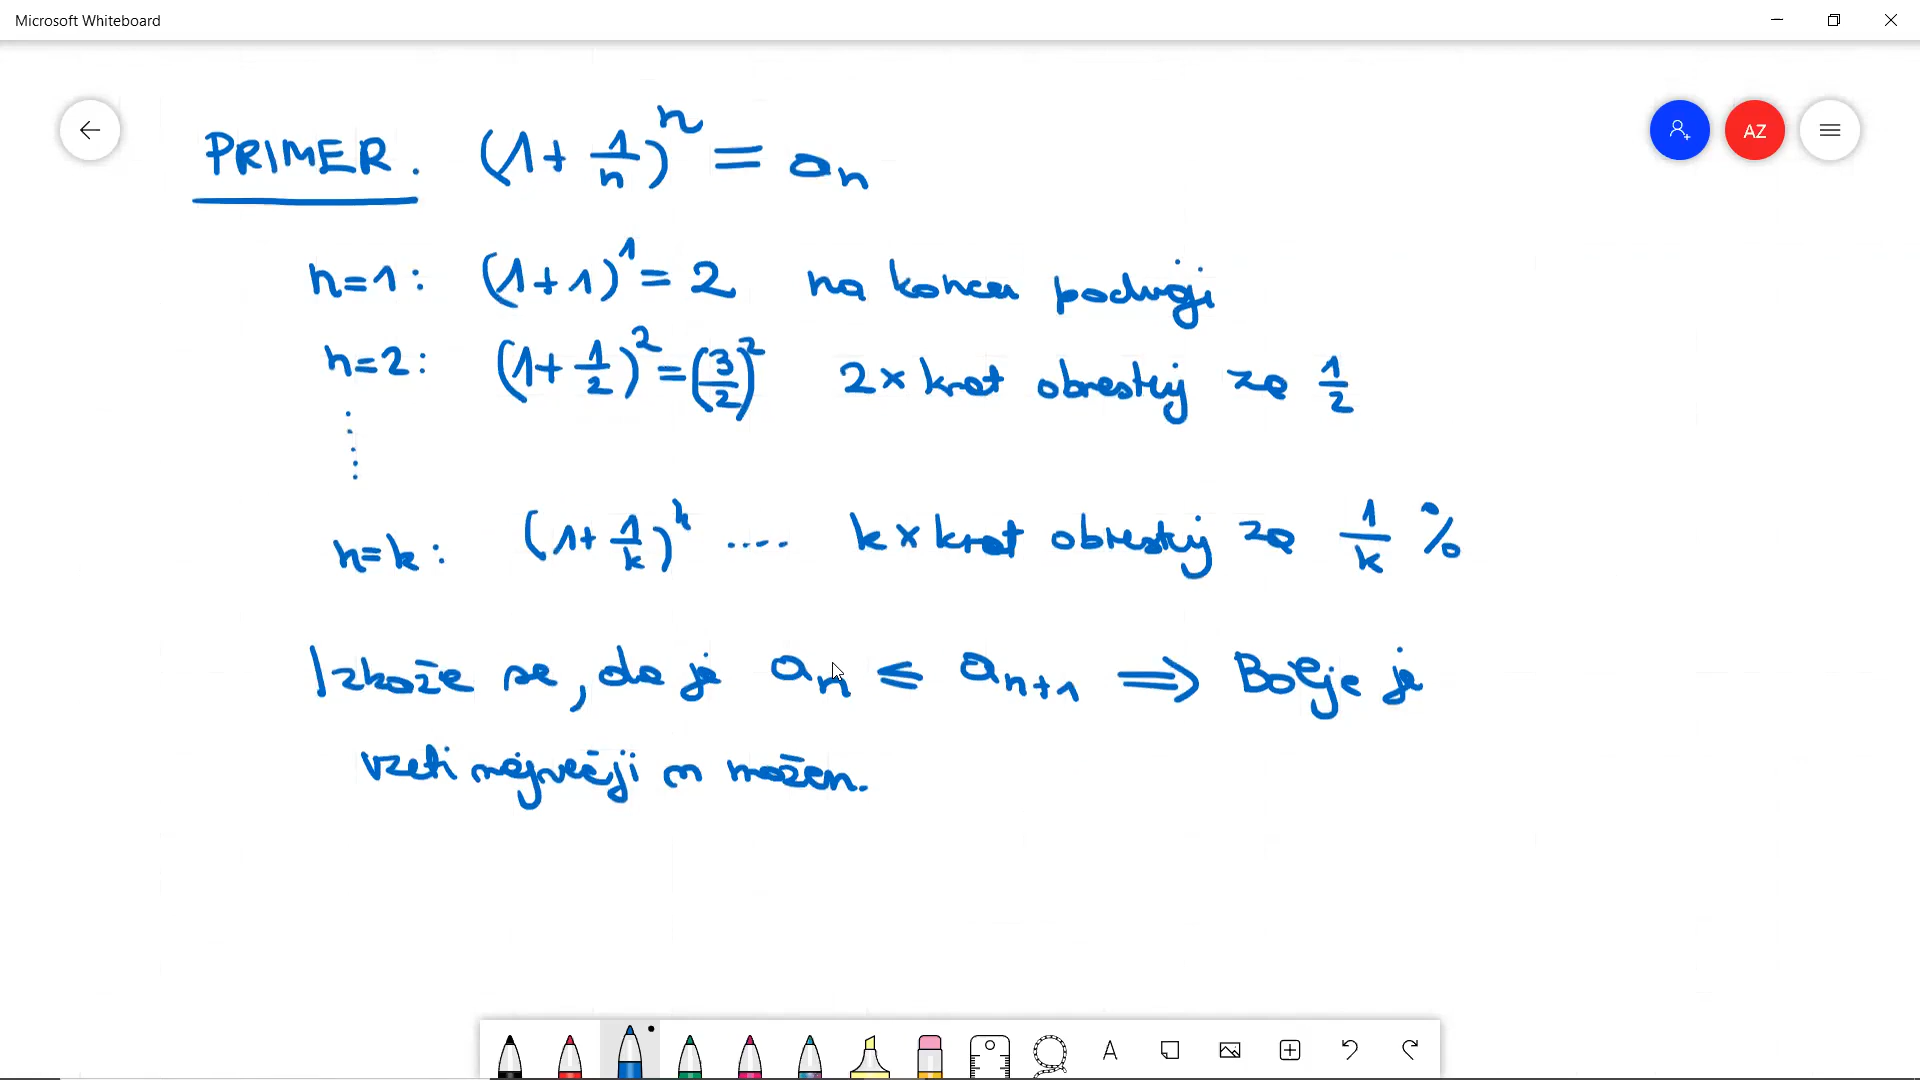 Microsoft Whiteboard
AZ
PRIMER. (1 + 1/n)^n = a_n
n=1: (1+1)^1 = 2 na koncu podvoji
n=2: (1 + 1/2)^2 = (3/2)^2 2 x krat obrestuj za 1/2
n=k: (1 + 1/k)^k .... k x krat obrestuj za 1/k %
Izkaže se, da je a_n ≤ a_{n+1} ⟹ Bolje je
vzeti največji n možen.
A